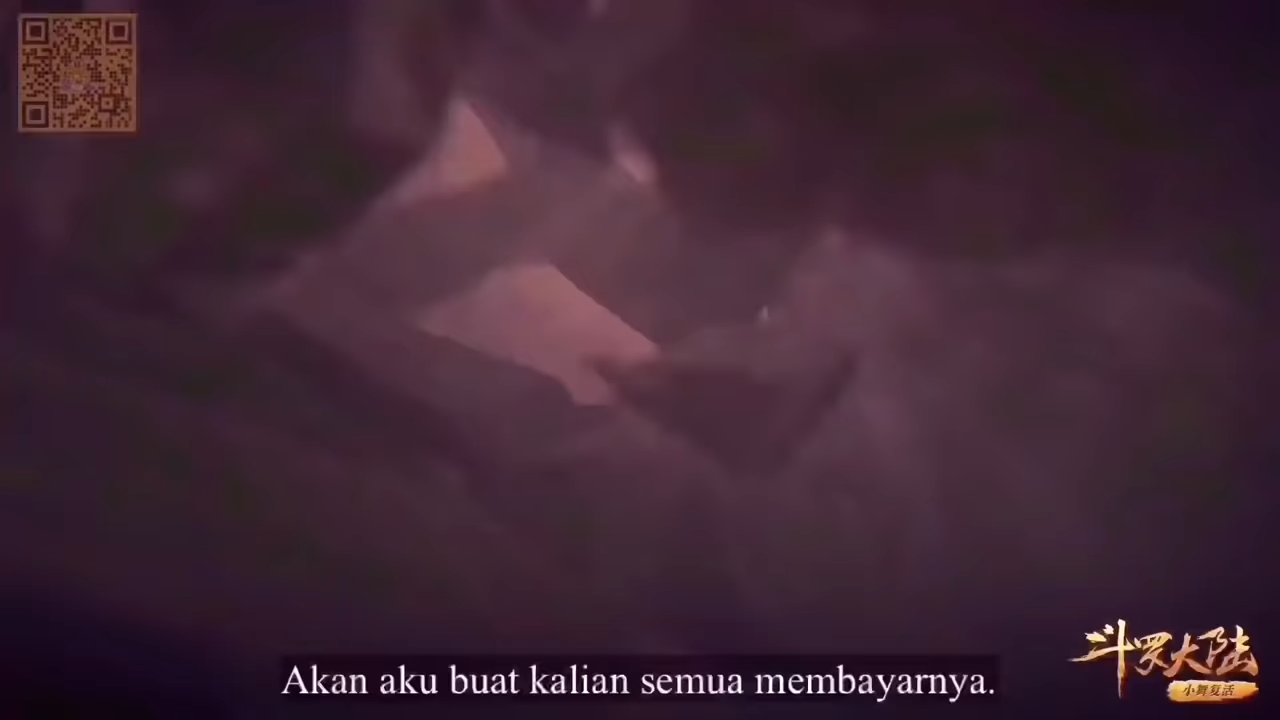 Akan aku buat kalian semua membayarnya.
斗罗大陆
小舞复活